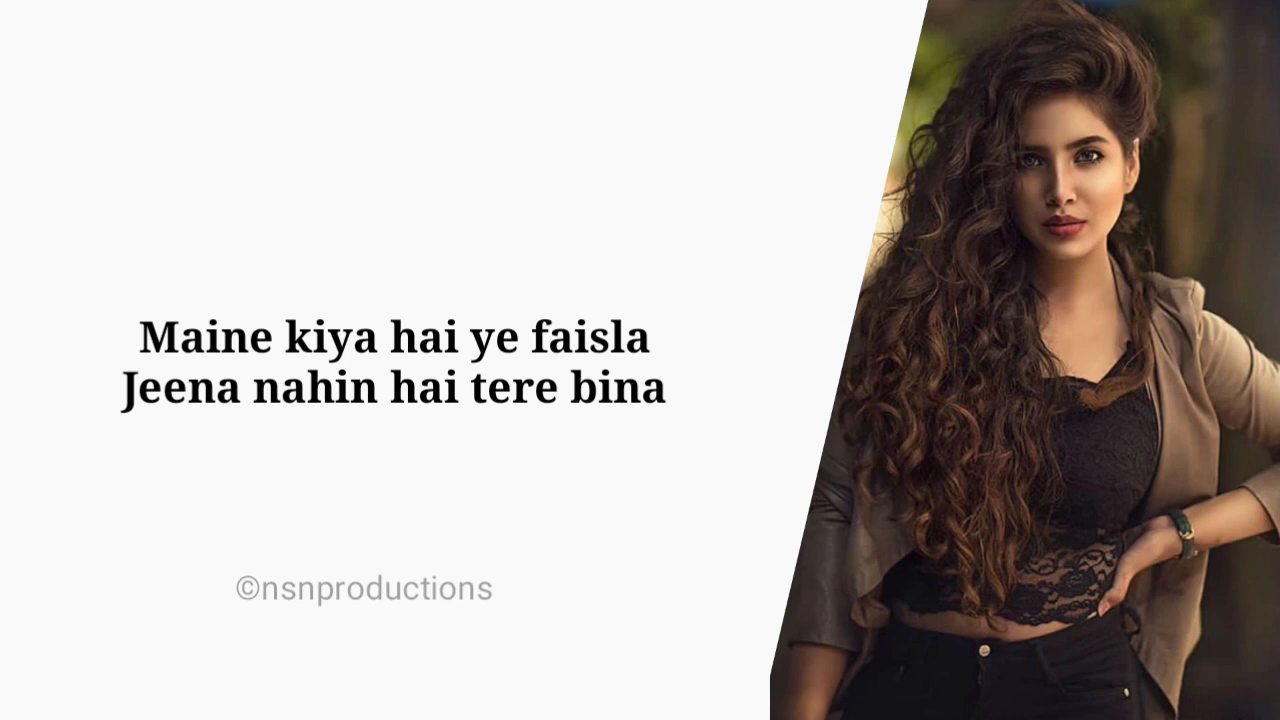 Maine kiya hai ye faisla
Jeena nahin hai tere bina
©nsnproductions